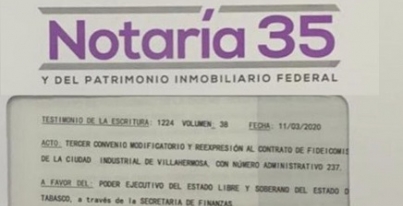 Notaría 35
Y DEL PATRIMONIO INMOBILIARIO FEDERAL
TESTIMONIO DE LA ESCRITURA: 1224 VOLUMEN 38 FECHA: 11/03/2020
ACTO: TERCER CONVENIO MODIFICATORIO Y REEXPRESIÓN AL CONTRATO DE FIDEICOMIS
DE LA CIUDAD INDUSTRIAL DE VILLAHERMOSA, CON NÚMERO ADMINISTRATIVO 237.
A FAVOR DEL: PODER EJECUTIVO DEL ESTADO LIBRE Y SOBERANO DEL ESTADO D
TABASCO, a través de la SECRETARIA DE FINANZAS